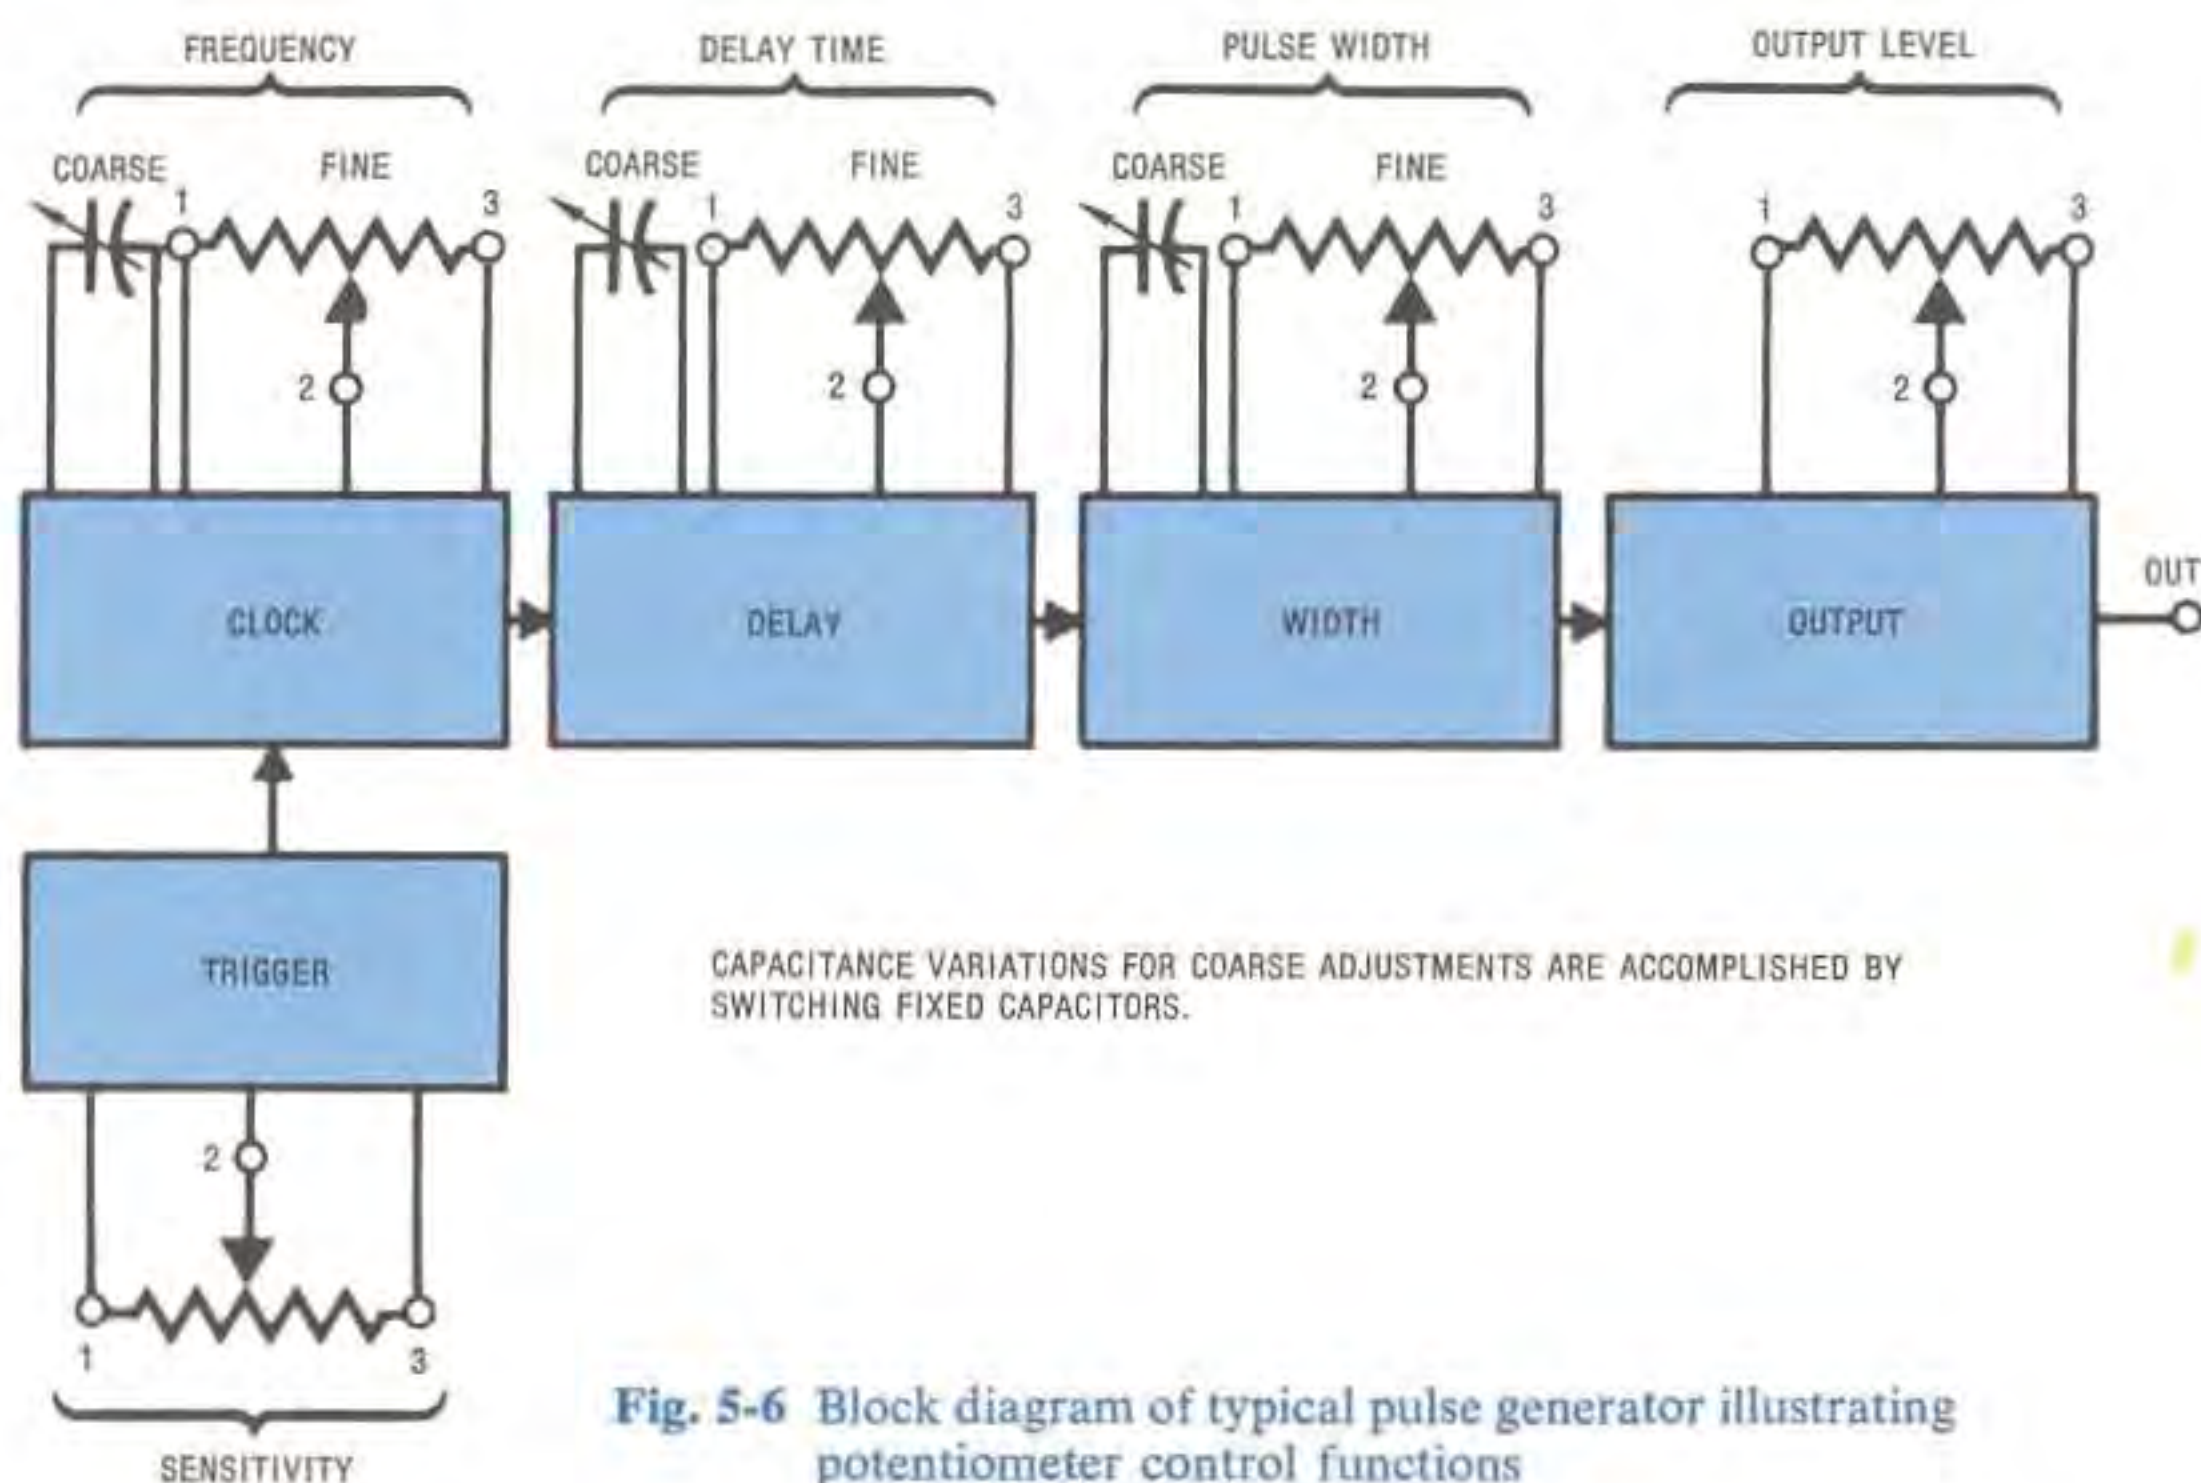 FREQUENCY
DELAY TIME
PULSE WIDTH
OUTPUT LEVEL
COARSE
FINE
COARSE
FINE
COARSE
FINE
1
3
1
3
1
3
1
3
2
2
2
2
OUT
CLOCK
DELAY
WIDTH
OUTPUT
TRIGGER
CAPACITANCE VARIATIONS FOR COARSE ADJUSTMENTS ARE ACCOMPLISHED BY
SWITCHING FIXED CAPACITORS.
2
1
3
SENSITIVITY
Fig. 5-6 Block diagram of typical pulse generator illustrating
potentiometer control functions